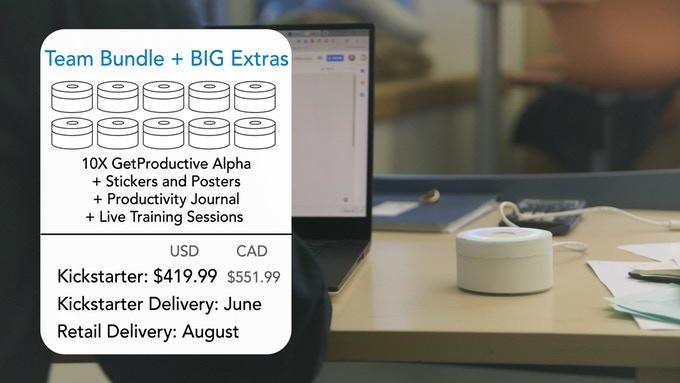 Team Bundle + BIG Extras
10X GetProductive Alpha
+ Stickers and Posters
+ Productivity Journal
+ Live Training Sessions
USD CAD
Kickstarter: $419.99 $551.99
Kickstarter Delivery: June
Retail Delivery: August